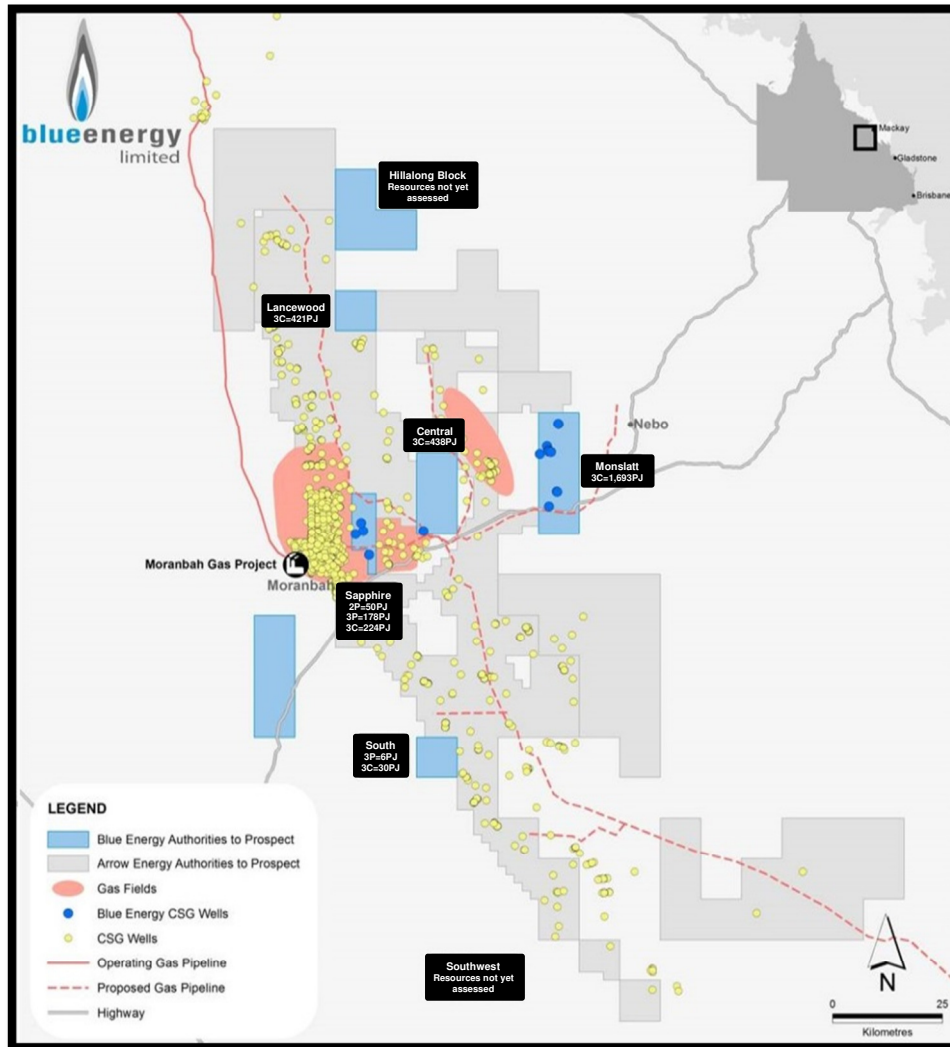 blueenergy
limited
Mackay
Gladstone
Brisbane
Hillalong Block
Resources not yet
assessed
Lancewood
3C=421PJ
Central
3C=438PJ
Nebo
Monslatt
3C=1,693PJ
Moranbah Gas Project
Moranbah
Sapphire
2P=50PJ
3P=178PJ
3C=224PJ
South
3P=6PJ
3C=30PJ
LEGEND
Blue Energy Authorities to Prospect
Arrow Energy Authorities to Prospect
Gas Fields
Blue Energy CSG Wells
CSG Wells
Operating Gas Pipeline
Proposed Gas Pipeline
Highway
Southwest
Resources not yet
assessed
N
0 25
Kilometres